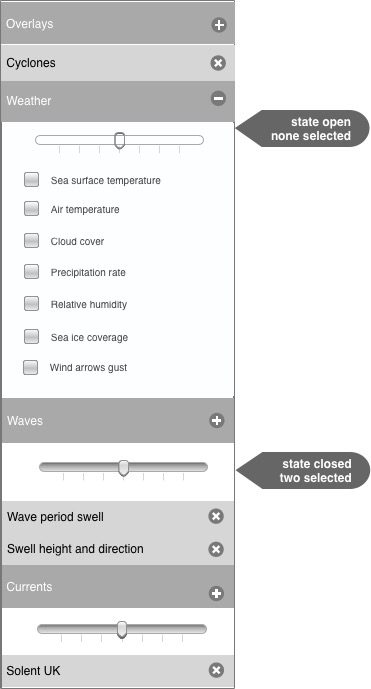 Overlays
Cyclones
Weather
state open
none selected
Sea surface temperature
Air temperature
Cloud cover
Precipitation rate
Relative humidity
Sea ice coverage
Wind arrows gust
Waves
state closed
two selected
Wave period swell
Swell height and direction
Currents
Solent UK